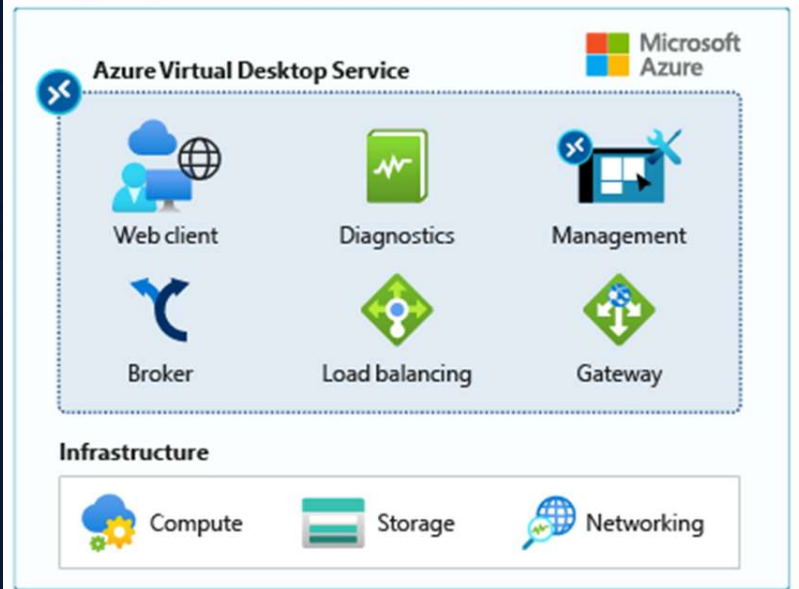 Microsoft
Azure
Azure Virtual Desktop Service
Web client
Diagnostics
Management
Broker
Load balancing
Gateway
Infrastructure
Compute
Storage
Networking